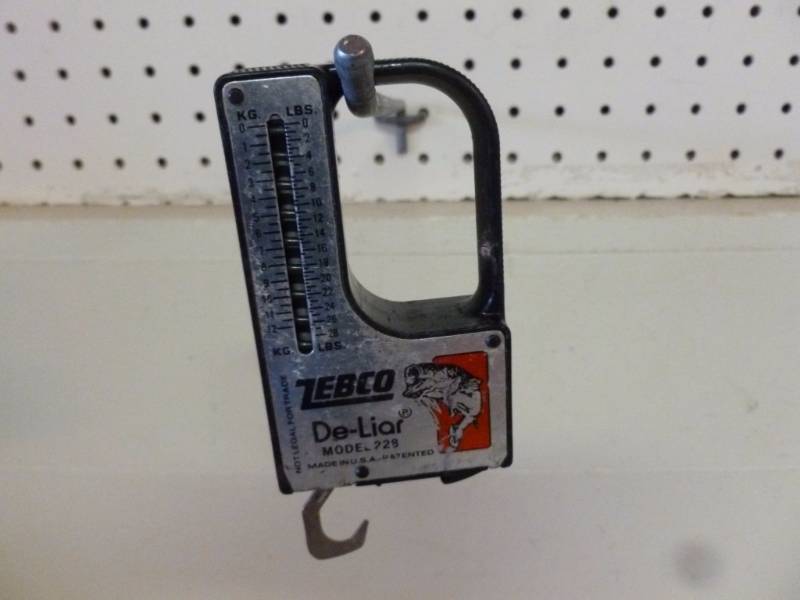 KG. LBS.
0 0
1 2
2 4
3 6
4 8
5 10
6 12
7 14
8 16
9 18
10 20
11 22
12 24
26
28
KG. LBS.
NOT LEGAL FOR TRADE
ZEBCO
De-Liar ®
MODEL 228
MADE IN U.S.A.-PATENTED